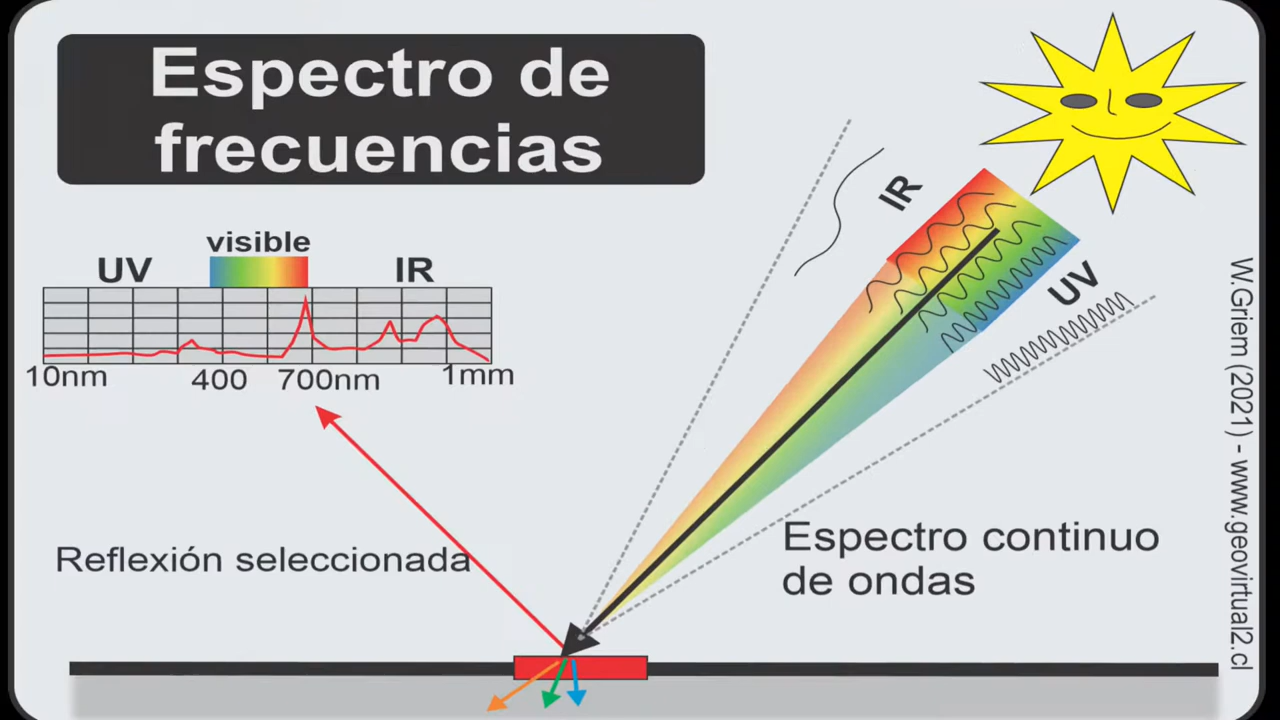 Espectro de
frecuencias
visible
UV
IR
10nm
400
700nm
1mm
Reflexión seleccionada
IR
UV
Espectro continuo
de ondas
W.Griem (2021) - www.geovirtual2.cl